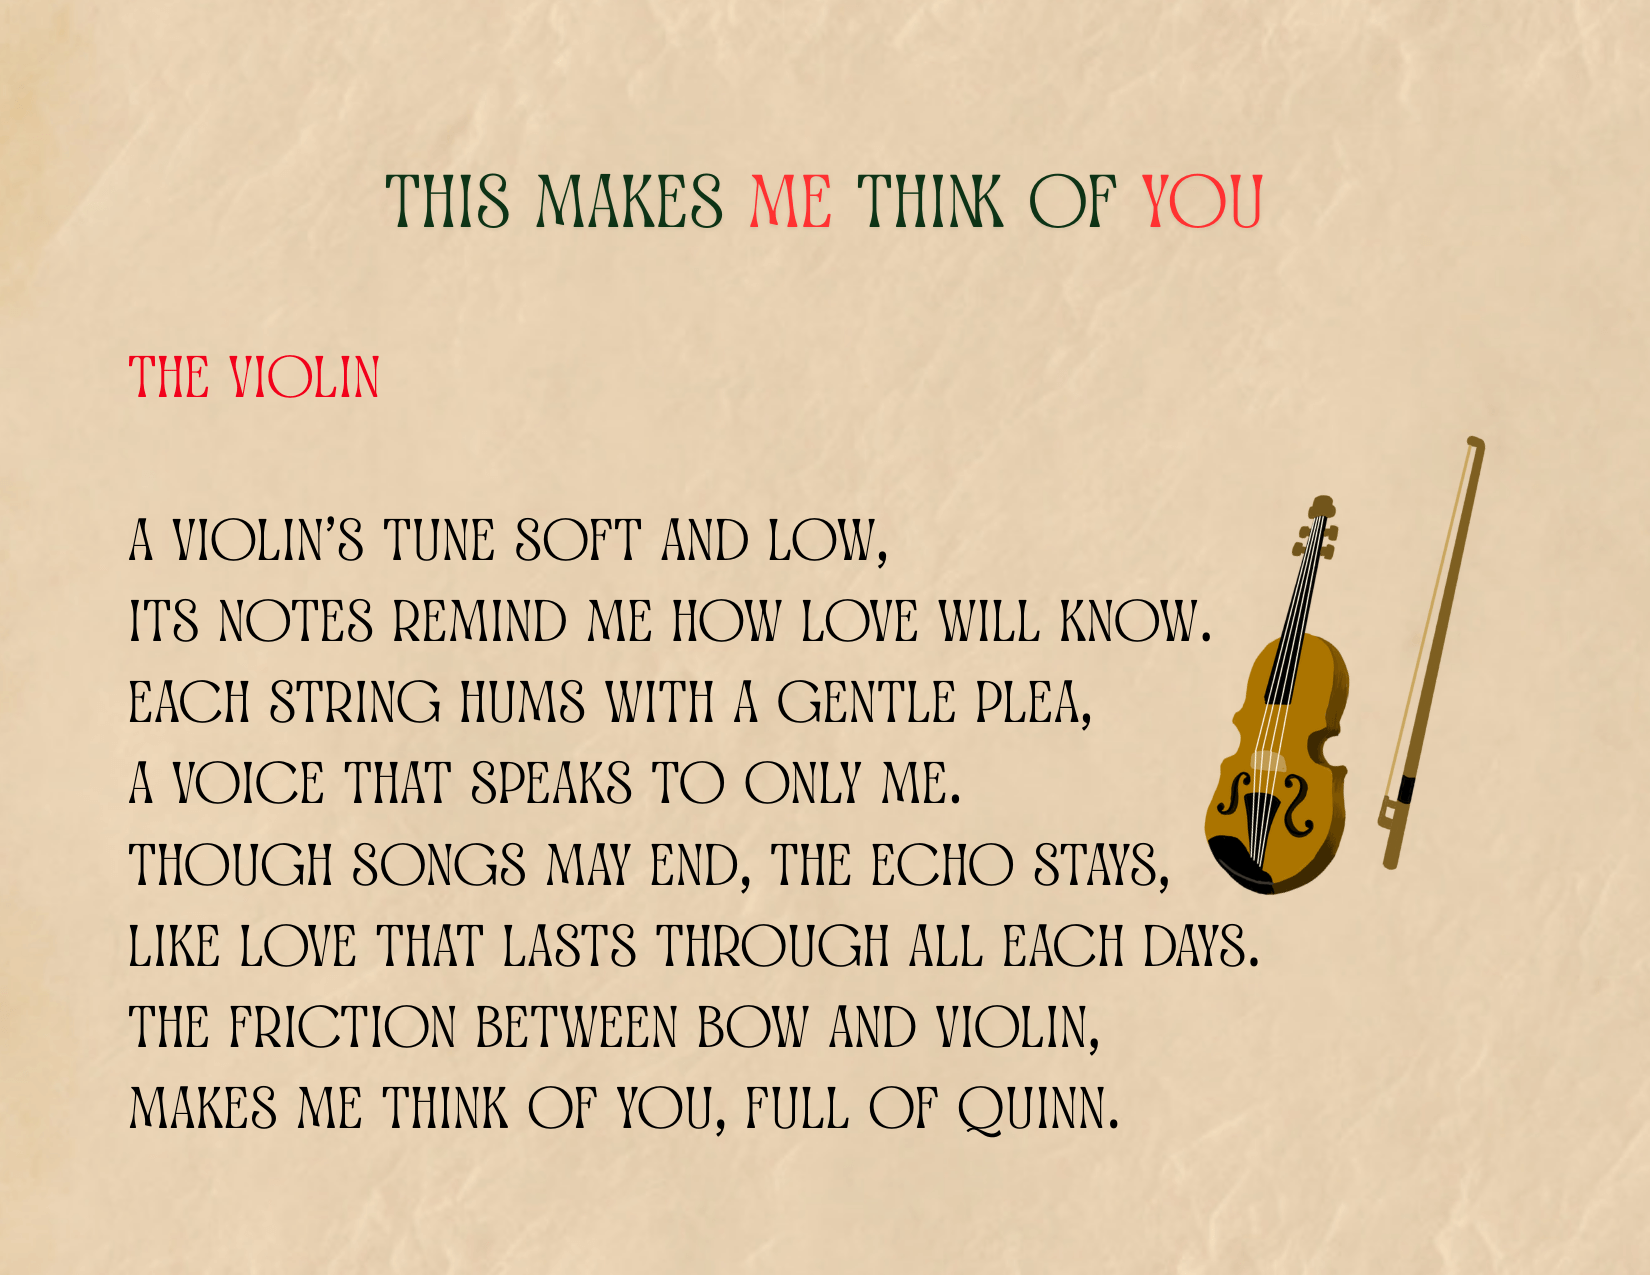 THIS MAKES ME THINK OF YOU
THE VIOLIN
A VIOLIN’S TUNE SOFT AND LOW,
ITS NOTES REMIND ME HOW LOVE WILL KNOW.
EACH STRING HUMS WITH A GENTLE PLEA,
A VOICE THAT SPEAKS TO ONLY ME.
THOUGH SONGS MAY END, THE ECHO STAYS,
LIKE LOVE THAT LASTS THROUGH ALL EACH DAYS.
THE FRICTION BETWEEN BOW AND VIOLIN,
MAKES ME THINK OF YOU, FULL OF QUINN.